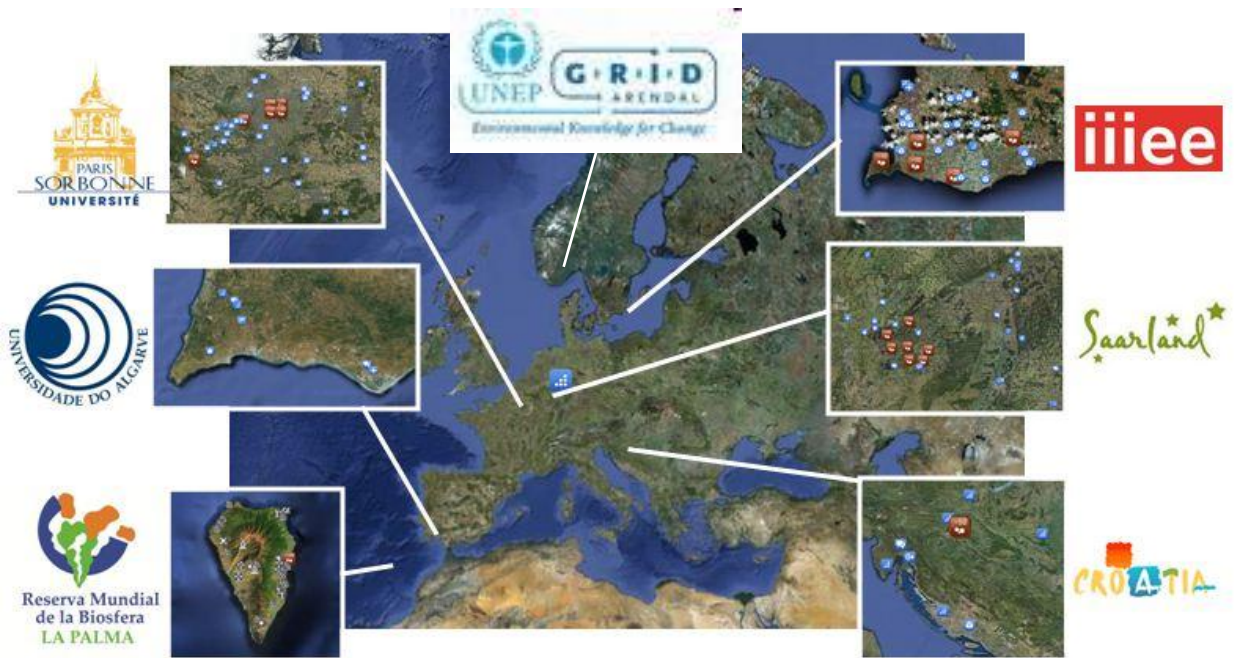 UNEP
G·R·I·D
ARENDAL
Environmental Knowledge for Change
PARIS
SORBONNE
UNIVERSITÉ
iiiee
UNIVERSIDADE DO ALGARVE
Saarland
Reserva Mundial
de la Biosfera
LA PALMA
CROATIA